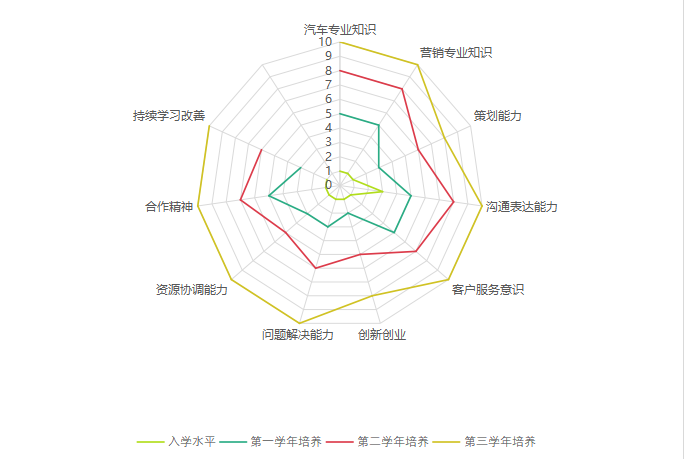 汽车专业知识
营销专业知识
策划能力
沟通表达能力
客户服务意识
创新创业
问题解决能力
资源协调能力
合作精神
持续学习改善
10
9
8
7
6
5
4
3
2
1
0
入学水平 第一学年培养 第二学年培养 第三学年培养